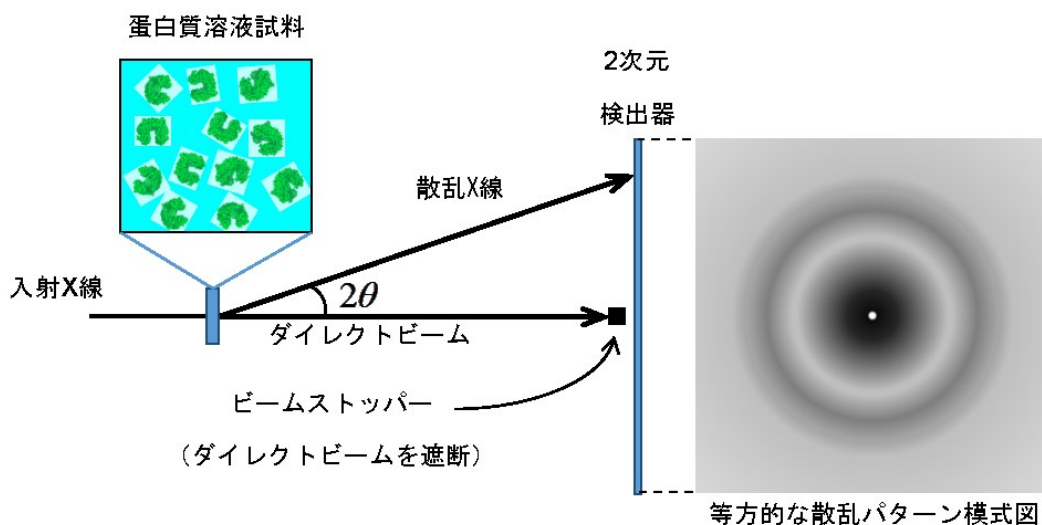 蛋白質溶液試料
2次元
検出器
散乱X線
入射X線
2θ
ダイレクトビーム
ビームストッパー
（ダイレクトビームを遮断）
等方的な散乱パターン模式図